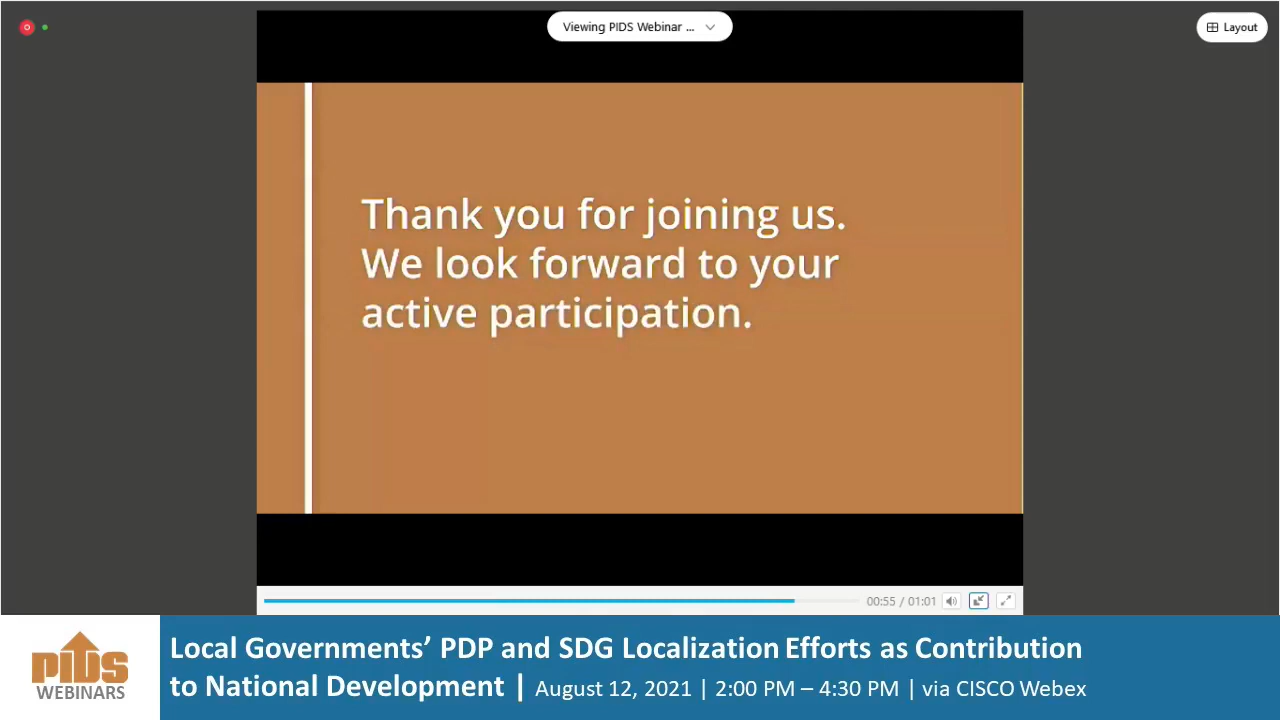 Viewing PIDS Webinar ...
Layout
Thank you for joining us.
We look forward to your
active participation.
00:55 / 01:01
PIDS
WEBINARS
Local Governments’ PDP and SDG Localization Efforts as Contribution
to National Development | August 12, 2021 | 2:00 PM – 4:30 PM | via CISCO Webex